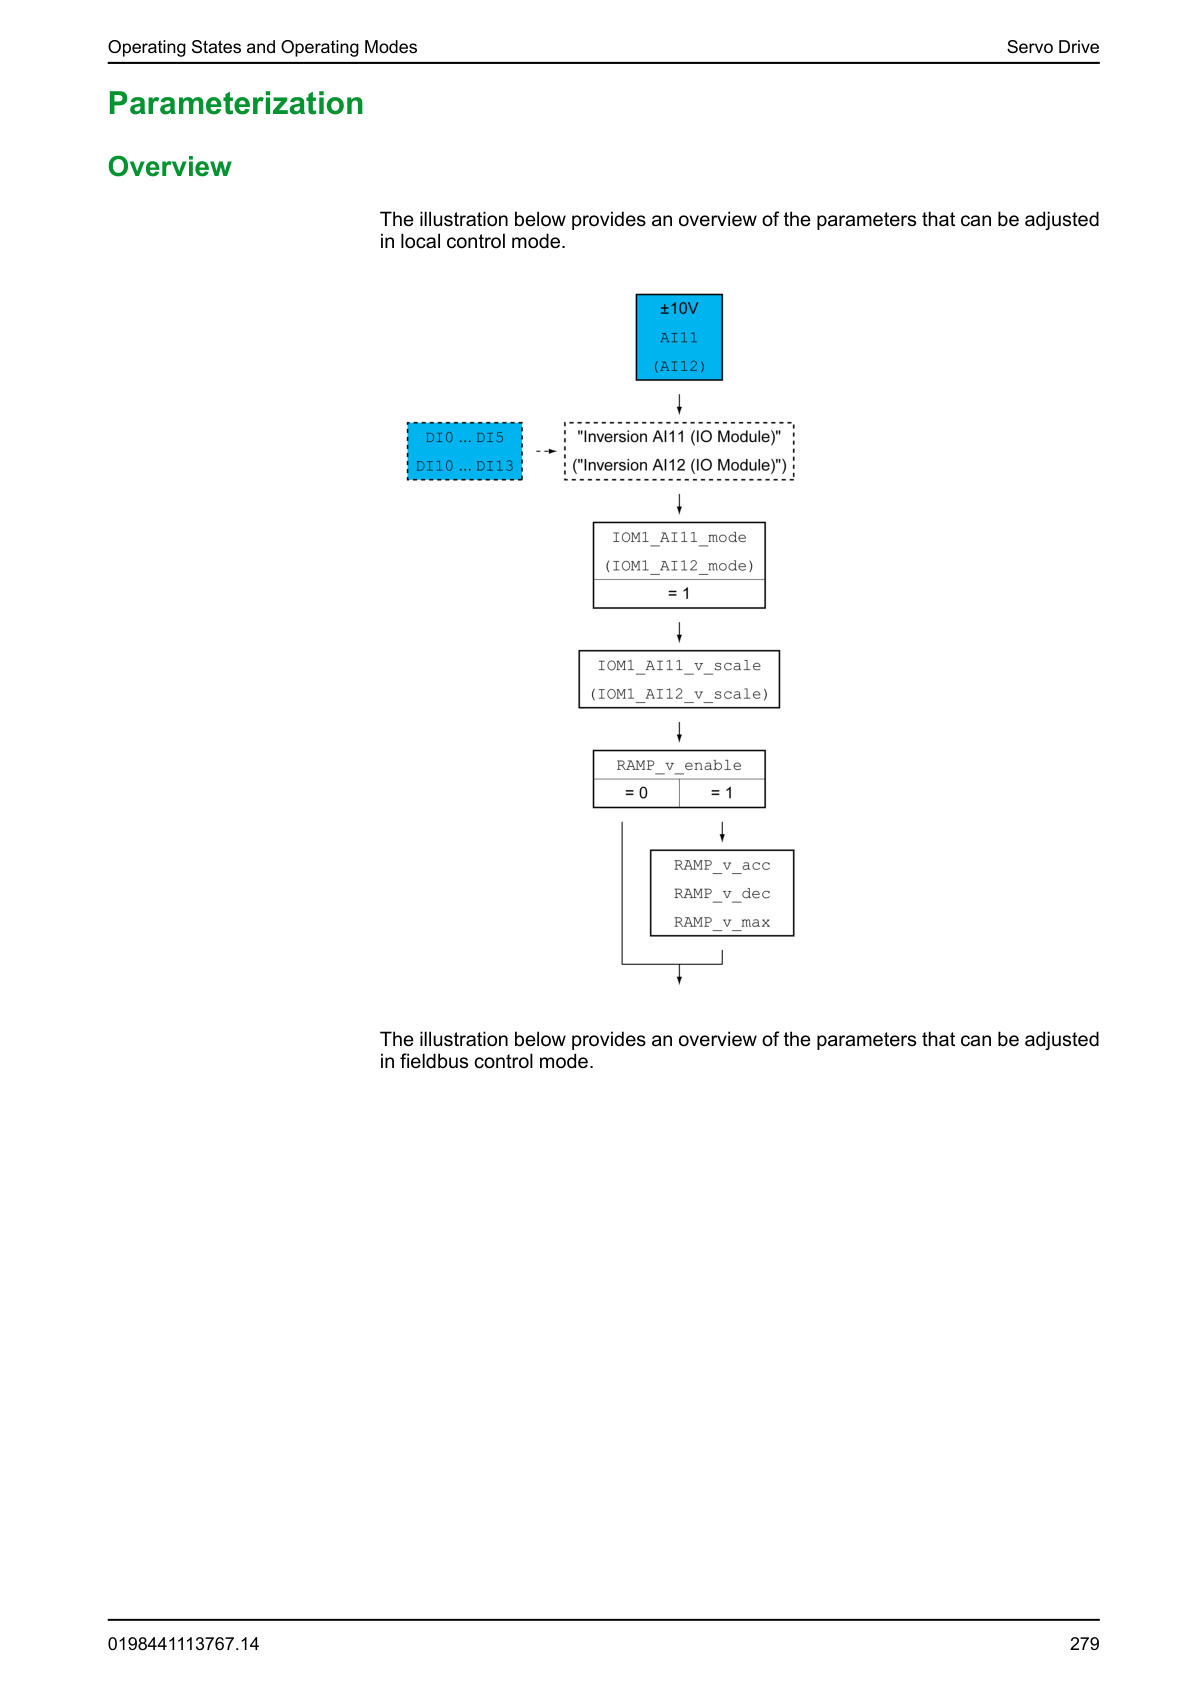 Operating States and Operating Modes
Servo Drive
Parameterization
Overview
The illustration below provides an overview of the parameters that can be adjusted
in local control mode.
±10V
AI11
(AI12)
DI0 ... DI5
DI10 ... DI13
"Inversion AI11 (IO Module)"
("Inversion AI12 (IO Module)")
IOM1_AI11_mode
(IOM1_AI12_mode)
= 1
IOM1_AI11_v_scale
(IOM1_AI12_v_scale)
RAMP_v_enable
= 0
= 1
RAMP_v_acc
RAMP_v_dec
RAMP_v_max
The illustration below provides an overview of the parameters that can be adjusted
in fieldbus control mode.
0198441113767.14
279